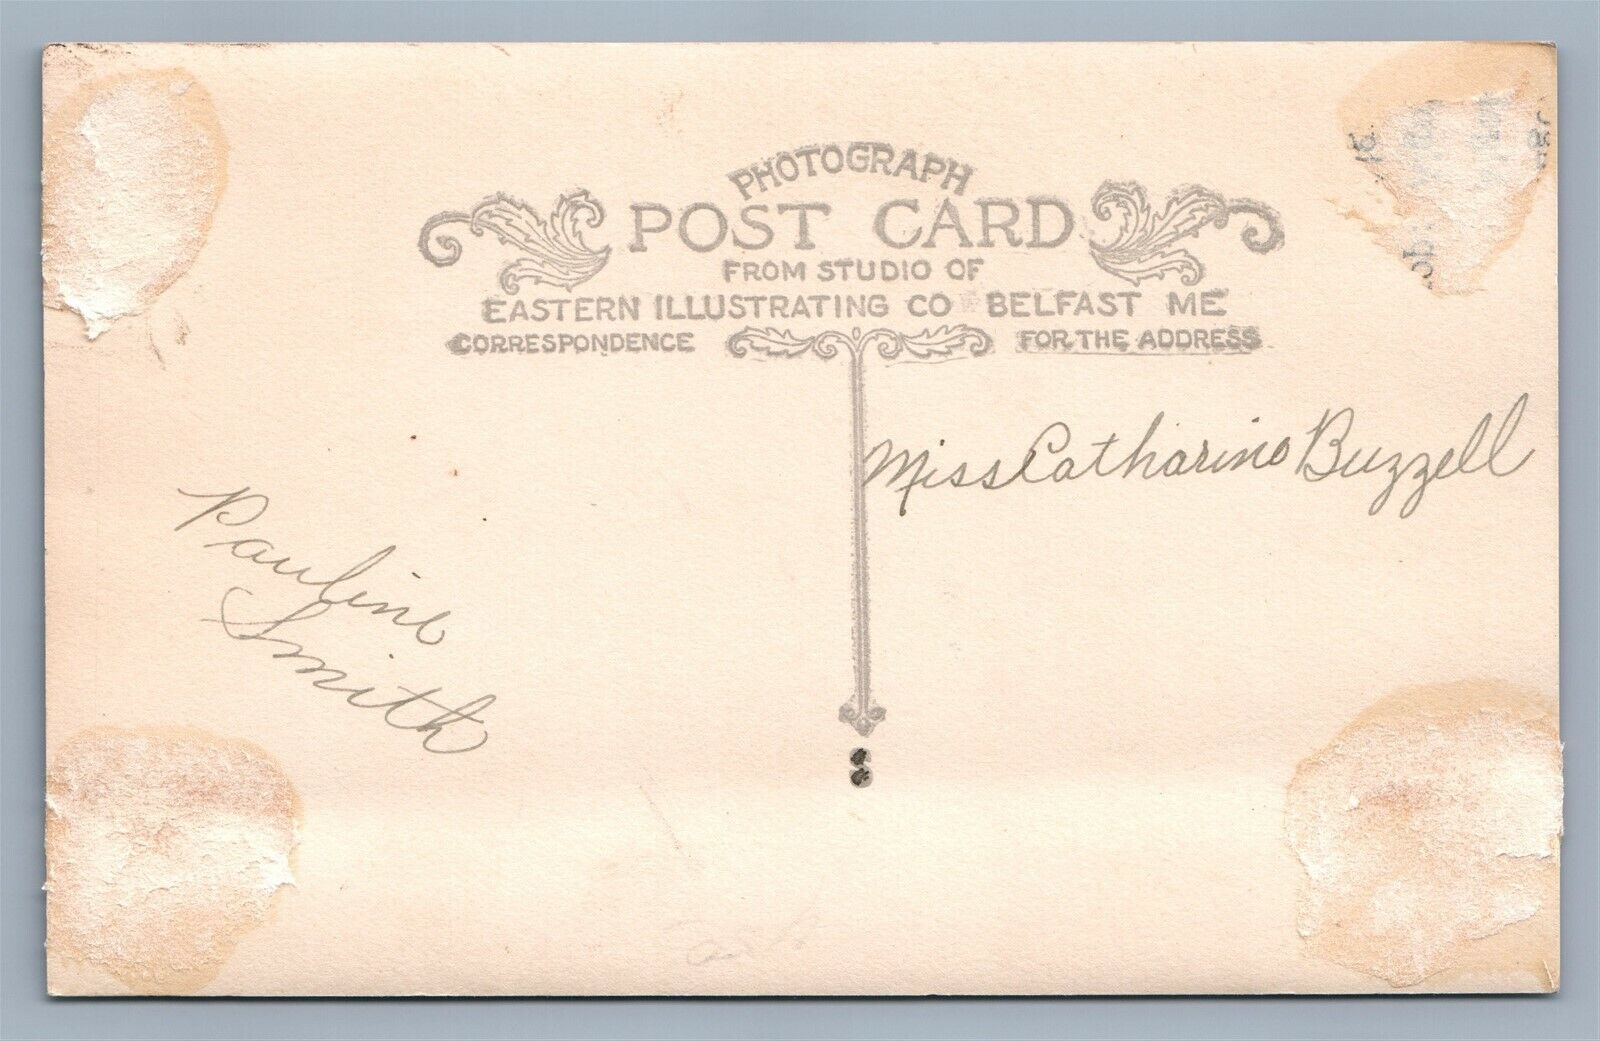 PHOTOGRAPH
POST CARD
FROM STUDIO OF
EASTERN ILLUSTRATING CO BELFAST ME
CORRESPONDENCE FOR THE ADDRESS
Miss Catharine Buzzell
Pauline
Smith